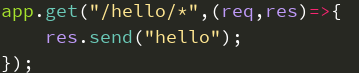 app.get("/hello/*",(req,res)=>{
    res.send("hello");
});